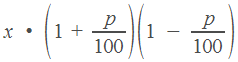 x • (1 + p/100)(1 − p/100)